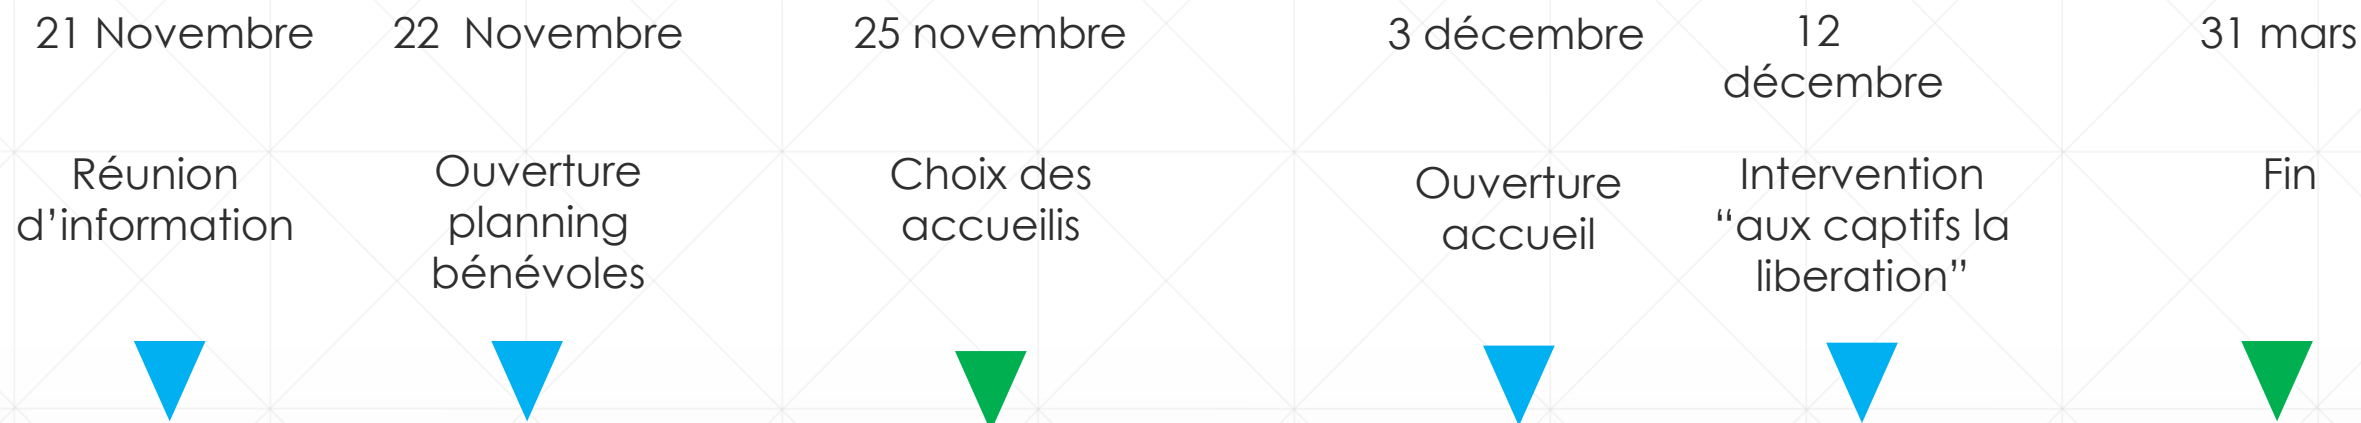 21 Novembre
22 Novembre
25 novembre
3 décembre
12
décembre
31 mars
Réunion
d’information
Ouverture
planning
bénévoles
Choix des
accueilis
Ouverture
accueil
Intervention
“aux captifs la
liberation”
Fin